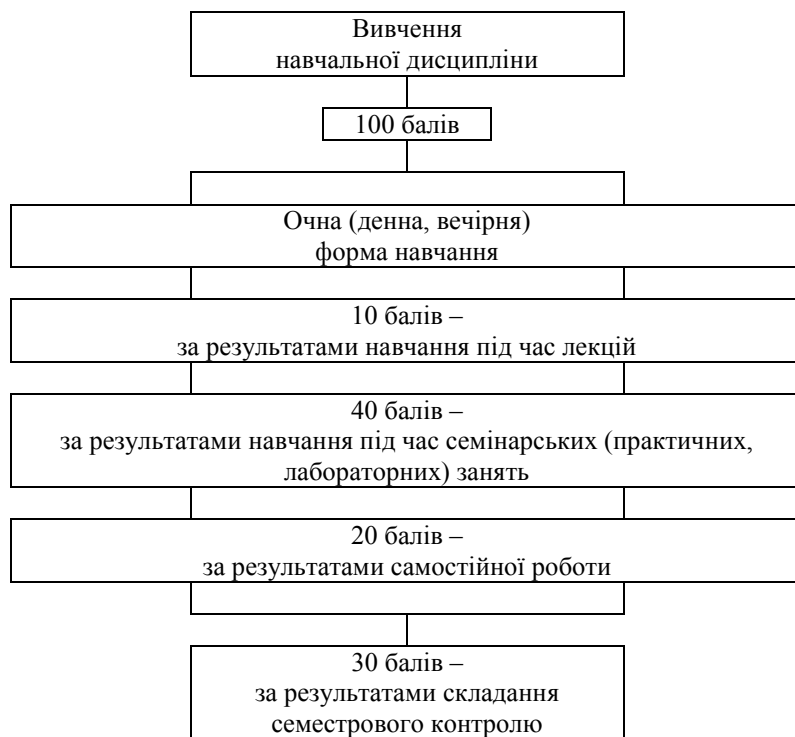 Вивчення
навчальної дисципліни
100 балів
Очна (денна, вечірня)
форма навчання
10 балів –
за результатами навчання під час лекцій
40 балів –
за результатами навчання під час семінарських (практичних,
лабораторних) занять
20 балів –
за результатами самостійної роботи
30 балів –
за результатами складання
семестрового контролю